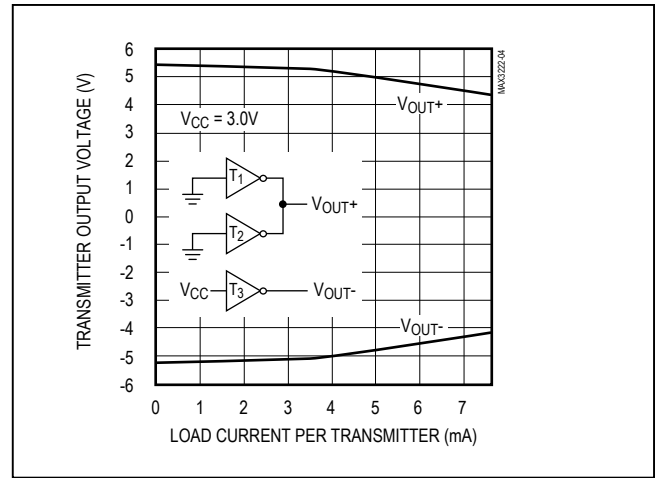 TRANSMITTER OUTPUT VOLTAGE (V)
6
5
4
3
2
1
0
-1
-2
-3
-4
-5
-6
MAX3222-04
VOUT+
VCC = 3.0V
T1
VOUT+
T2
VCC
T3
VOUT-
VOUT-
0 1 2 3 4 5 6 7
LOAD CURRENT PER TRANSMITTER (mA)